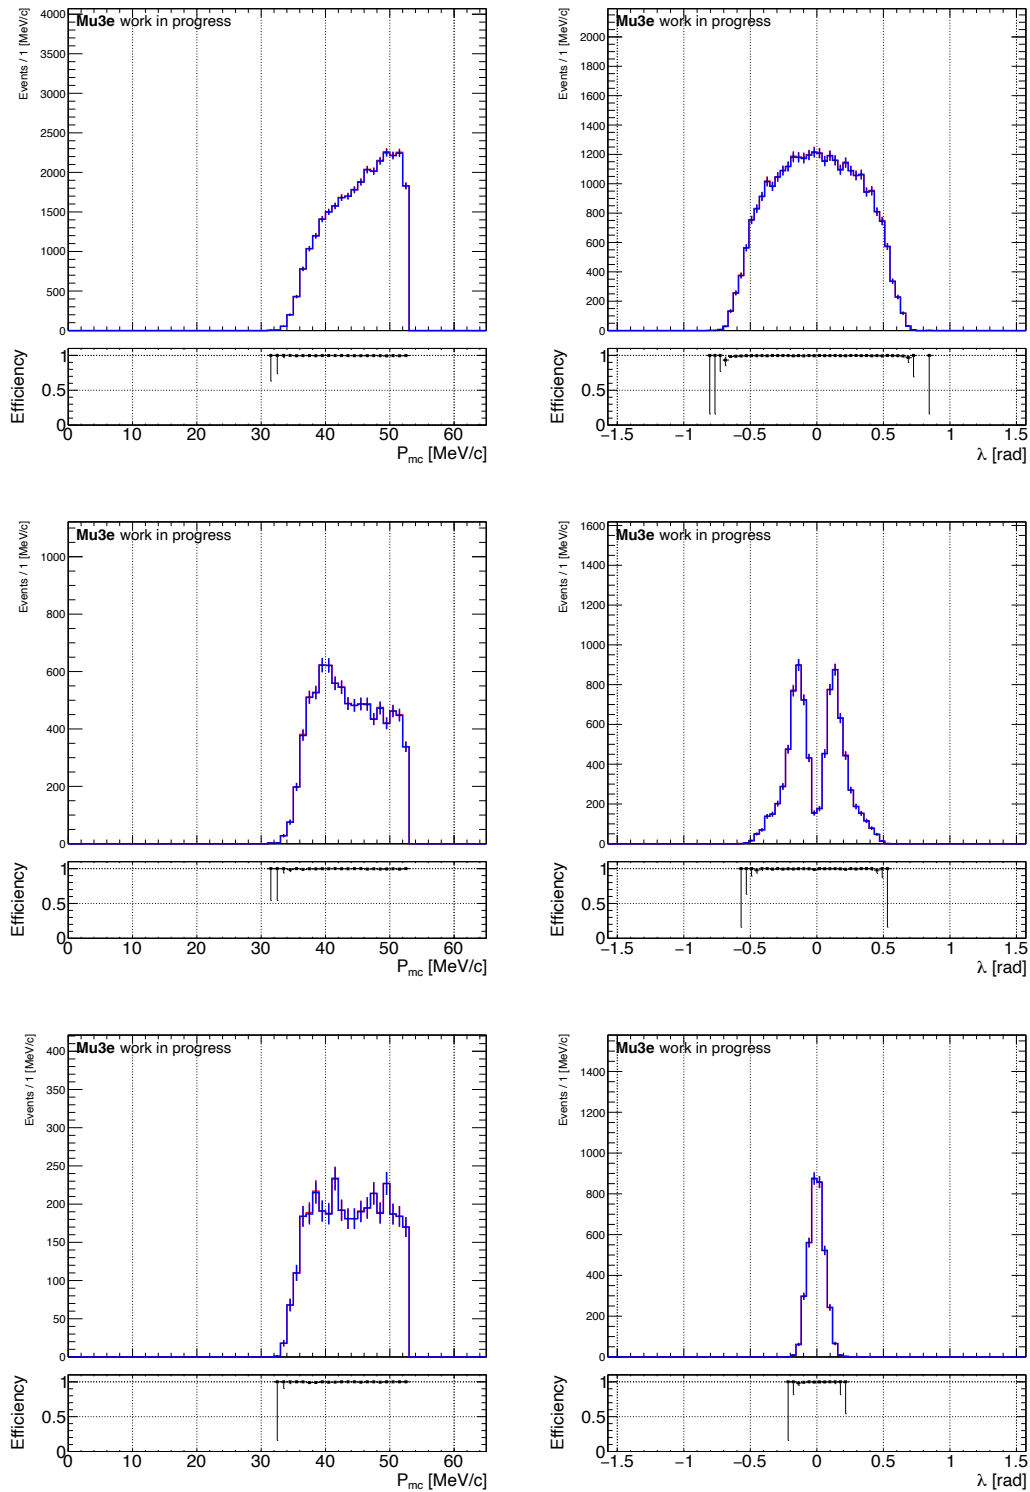 Mu3e work in progress
Events / 1 [MeV/c]
4000
3500
3000
2500
2000
1500
1000
500
0
Efficiency
1
0.5
0
0 10 20 30 40 50 60
P_mc [MeV/c]
Mu3e work in progress
Events / 1 [MeV/c]
2000
1800
1600
1400
1200
1000
800
600
400
200
0
Efficiency
1
0.5
0
−1.5 −1 −0.5 0 0.5 1 1.5
λ [rad]
Mu3e work in progress
Events / 1 [MeV/c]
1000
800
600
400
200
0
Efficiency
1
0.5
0
0 10 20 30 40 50 60
P_mc [MeV/c]
Mu3e work in progress
Events / 1 [MeV/c]
1600
1400
1200
1000
800
600
400
200
0
Efficiency
1
0.5
0
−1.5 −1 −0.5 0 0.5 1 1.5
λ [rad]
Mu3e work in progress
Events / 1 [MeV/c]
400
350
300
250
200
150
100
50
0
Efficiency
1
0.5
0
0 10 20 30 40 50 60
P_mc [MeV/c]
Mu3e work in progress
Events / 1 [MeV/c]
1400
1200
1000
800
600
400
200
0
Efficiency
1
0.5
0
−1.5 −1 −0.5 0 0.5 1 1.5
λ [rad]